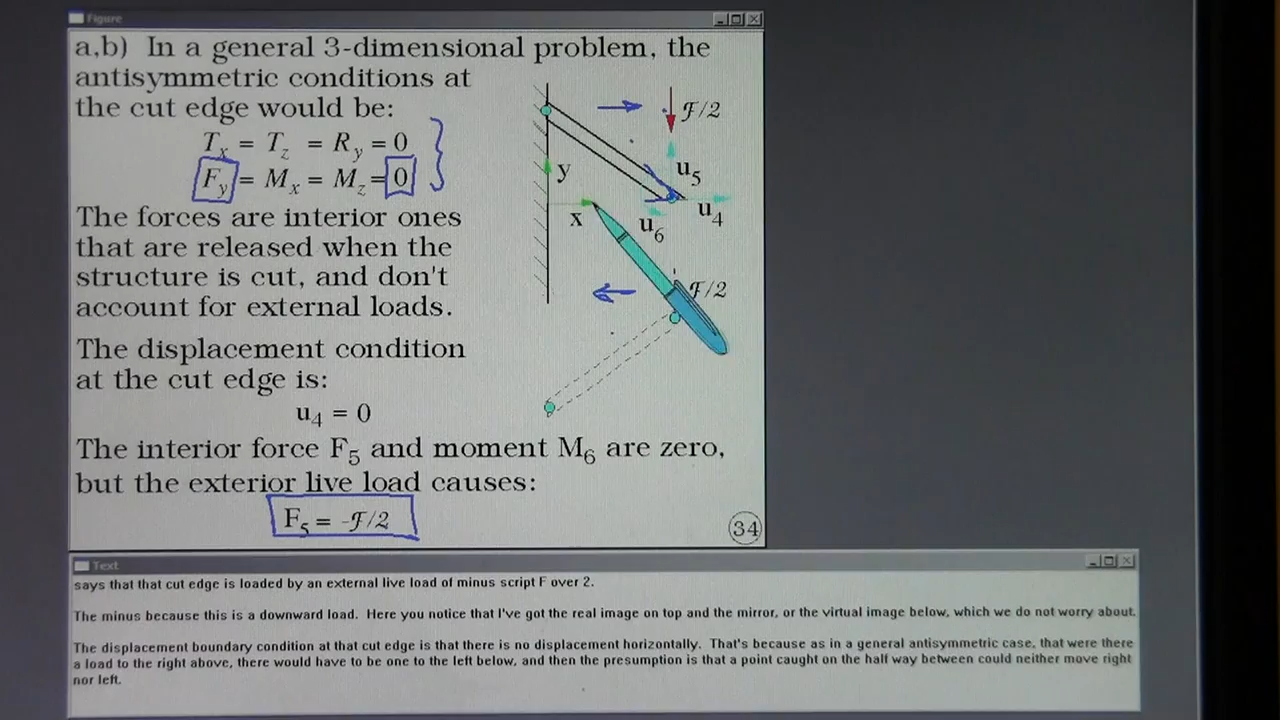 Figure
a,b) In a general 3-dimensional problem, the
antisymmetric conditions at
the cut edge would be:
Tx = Tz = Ry = 0
Fy = Mx = Mz = 0
The forces are interior ones
that are released when the
structure is cut, and don't
account for external loads.
The displacement condition
at the cut edge is:
u4 = 0
The interior force F5 and moment M6 are zero,
but the exterior live load causes:
F5 = -ℱ/2
34
ℱ/2
y
u5
x
u6
u4
ℱ/2
Text
says that that cut edge is loaded by an external live load of minus script F over 2.
The minus because this is a downward load. Here you notice that I've got the real image on top and the mirror, or the virtual image below, which we do not worry about.
The displacement boundary condition at that cut edge is that there is no displacement horizontally. That's because as in a general antisymmetric case, that were there
a load to the right above, there would have to be one to the left below, and then the presumption is that a point caught on the half way between could neither move right
nor left.